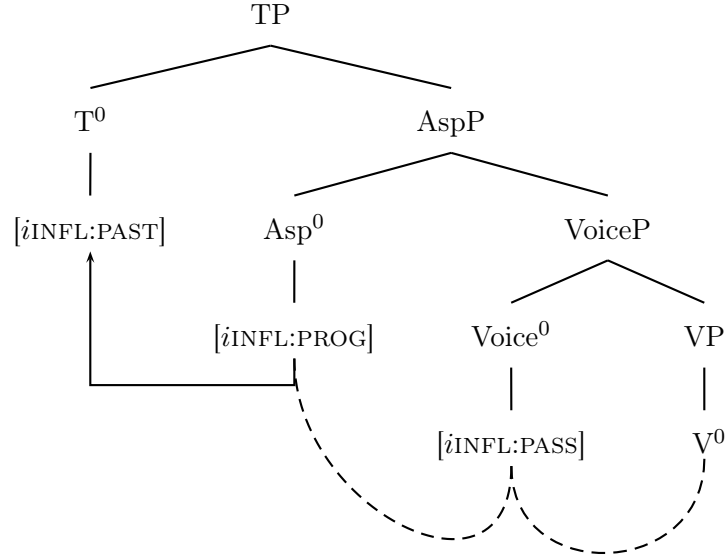 TP
T⁰ AspP
[iINFL:PAST] Asp⁰ VoiceP
[iINFL:PROG] Voice⁰ VP
[iINFL:PASS] V⁰